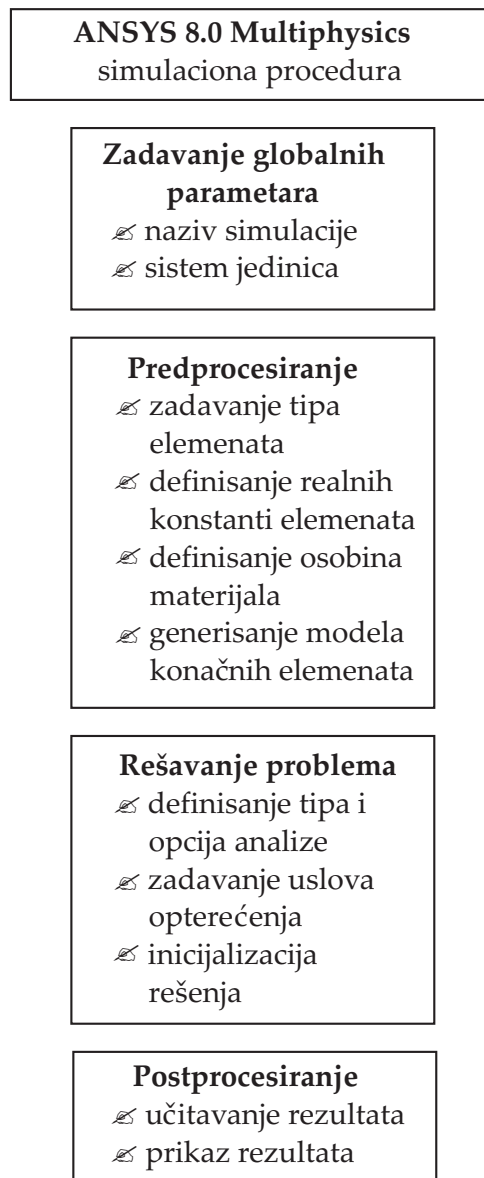 ANSYS 8.0 Multiphysics
simulaciona procedura
Zadavanje globalnih
parametara
✍ naziv simulacije
✍ sistem jedinica
Predprocesiranje
✍ zadavanje tipa
elemenata
✍ definisanje realnih
konstanti elemenata
✍ definisanje osobina
materijala
✍ generisanje modela
konačnih elemenata
Rešavanje problema
✍ definisanje tipa i
opcija analize
✍ zadavanje uslova
opterećenja
✍ inicijalizacija
rešenja
Postprocesiranje
✍ učitavanje rezultata
✍ prikaz rezultata